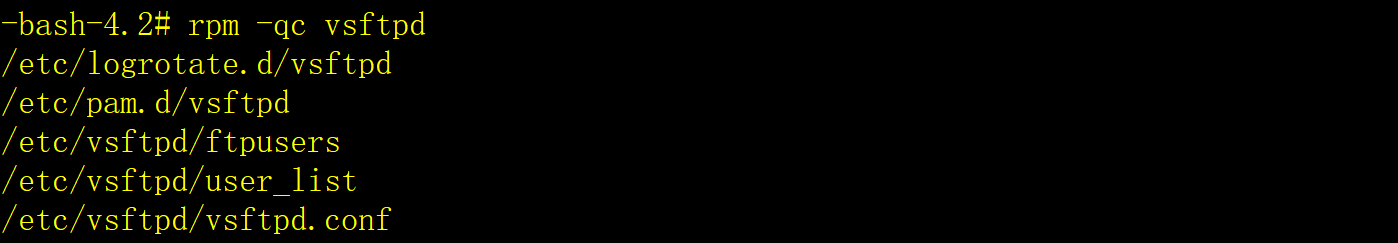 -bash-4.2# rpm -qc vsftpd
/etc/logrotate.d/vsftpd
/etc/pam.d/vsftpd
/etc/vsftpd/ftpusers
/etc/vsftpd/user_list
/etc/vsftpd/vsftpd.conf